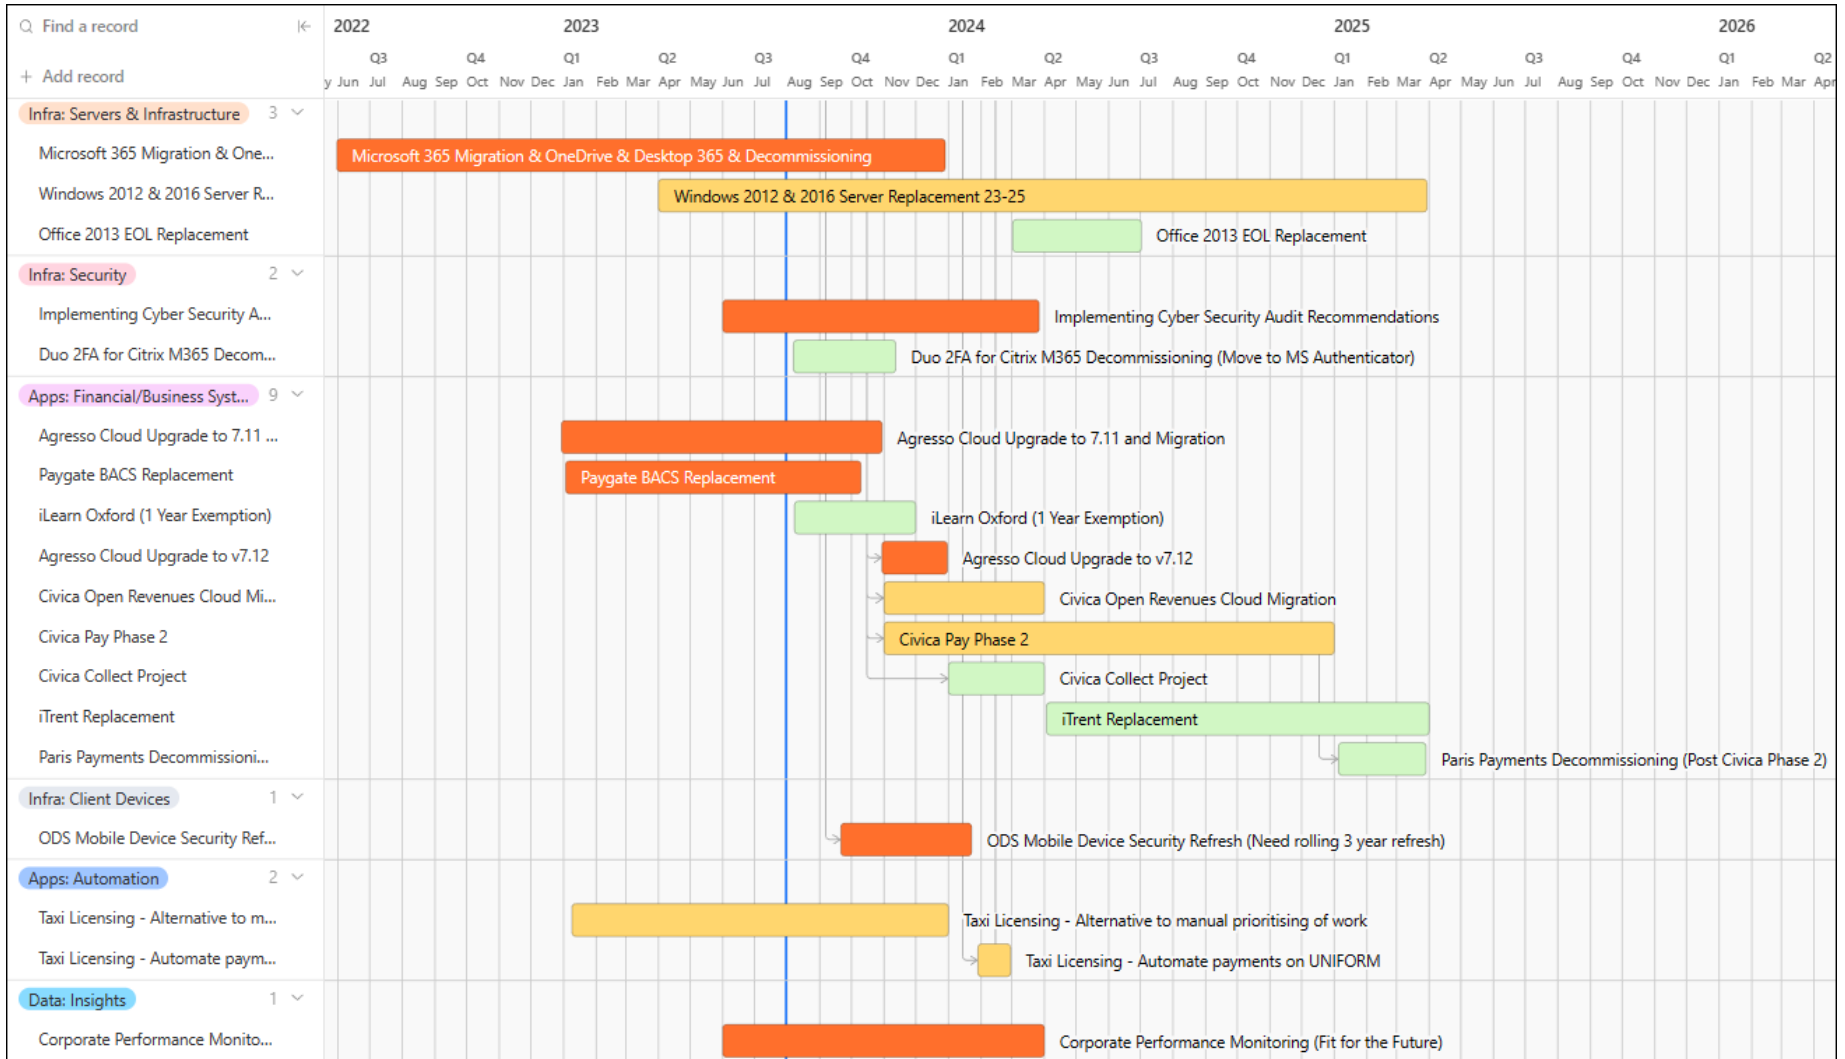 Find a record
2022 2023 2024 2025 2026
Q3 Q4 Q1 Q2 Q3 Q4 Q1 Q2 Q3 Q4 Q1 Q2 Q3 Q4 Q1 Q2
+ Add record
y Jun Jul Aug Sep Oct Nov Dec Jan Feb Mar Apr May Jun Jul Aug Sep Oct Nov Dec Jan Feb Mar Apr May Jun Jul Aug Sep Oct Nov Dec Jan Feb Mar Apr May Jun Jul Aug Sep Oct Nov Dec Jan Feb Mar Apr
Infra: Servers & Infrastructure 3
Microsoft 365 Migration & One... Microsoft 365 Migration & OneDrive & Desktop 365 & Decommissioning
Windows 2012 & 2016 Server R... Windows 2012 & 2016 Server Replacement 23-25
Office 2013 EOL Replacement Office 2013 EOL Replacement
Infra: Security 2
Implementing Cyber Security A... Implementing Cyber Security Audit Recommendations
Duo 2FA for Citrix M365 Decom... Duo 2FA for Citrix M365 Decommissioning (Move to MS Authenticator)
Apps: Financial/Business Syst... 9
Agresso Cloud Upgrade to 7.11 ... Agresso Cloud Upgrade to 7.11 and Migration
Paygate BACS Replacement Paygate BACS Replacement
iLearn Oxford (1 Year Exemption) iLearn Oxford (1 Year Exemption)
Agresso Cloud Upgrade to v7.12 Agresso Cloud Upgrade to v7.12
Civica Open Revenues Cloud Mi... Civica Open Revenues Cloud Migration
Civica Pay Phase 2 Civica Pay Phase 2
Civica Collect Project Civica Collect Project
iTrent Replacement iTrent Replacement
Paris Payments Decommissioni... Paris Payments Decommissioning (Post Civica Phase 2)
Infra: Client Devices 1
ODS Mobile Device Security Ref... ODS Mobile Device Security Refresh (Need rolling 3 year refresh)
Apps: Automation 2
Taxi Licensing - Alternative to m... Taxi Licensing - Alternative to manual prioritising of work
Taxi Licensing - Automate paym... Taxi Licensing - Automate payments on UNIFORM
Data: Insights 1
Corporate Performance Monito... Corporate Performance Monitoring (Fit for the Future)